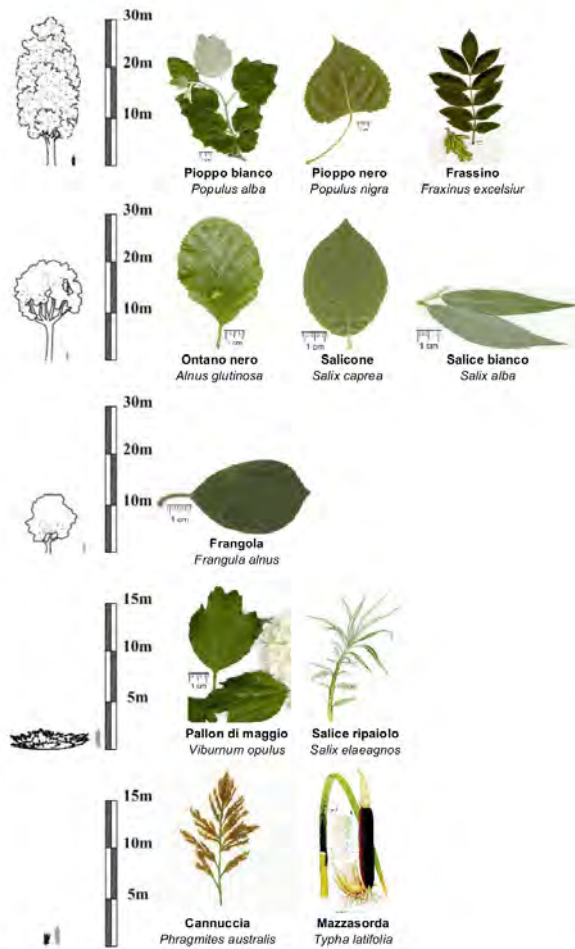 30m
20m
10m
Pioppo bianco
Populus alba
Pioppo nero
Populus nigra
Frassino
Fraxinus excelsiur
30m
20m
10m
1 cm
1 cm
1 cm
Ontano nero
Alnus glutinosa
Salicone
Salix caprea
Salice bianco
Salix alba
30m
20m
10m
1 cm
Frangola
Frangula alnus
15m
10m
5m
1 cm
Pallon di maggio
Viburnum opulus
Salice ripaiolo
Salix elaeagnos
15m
10m
5m
Cannuccia
Phragmites australis
Mazzasorda
Typha latifolia